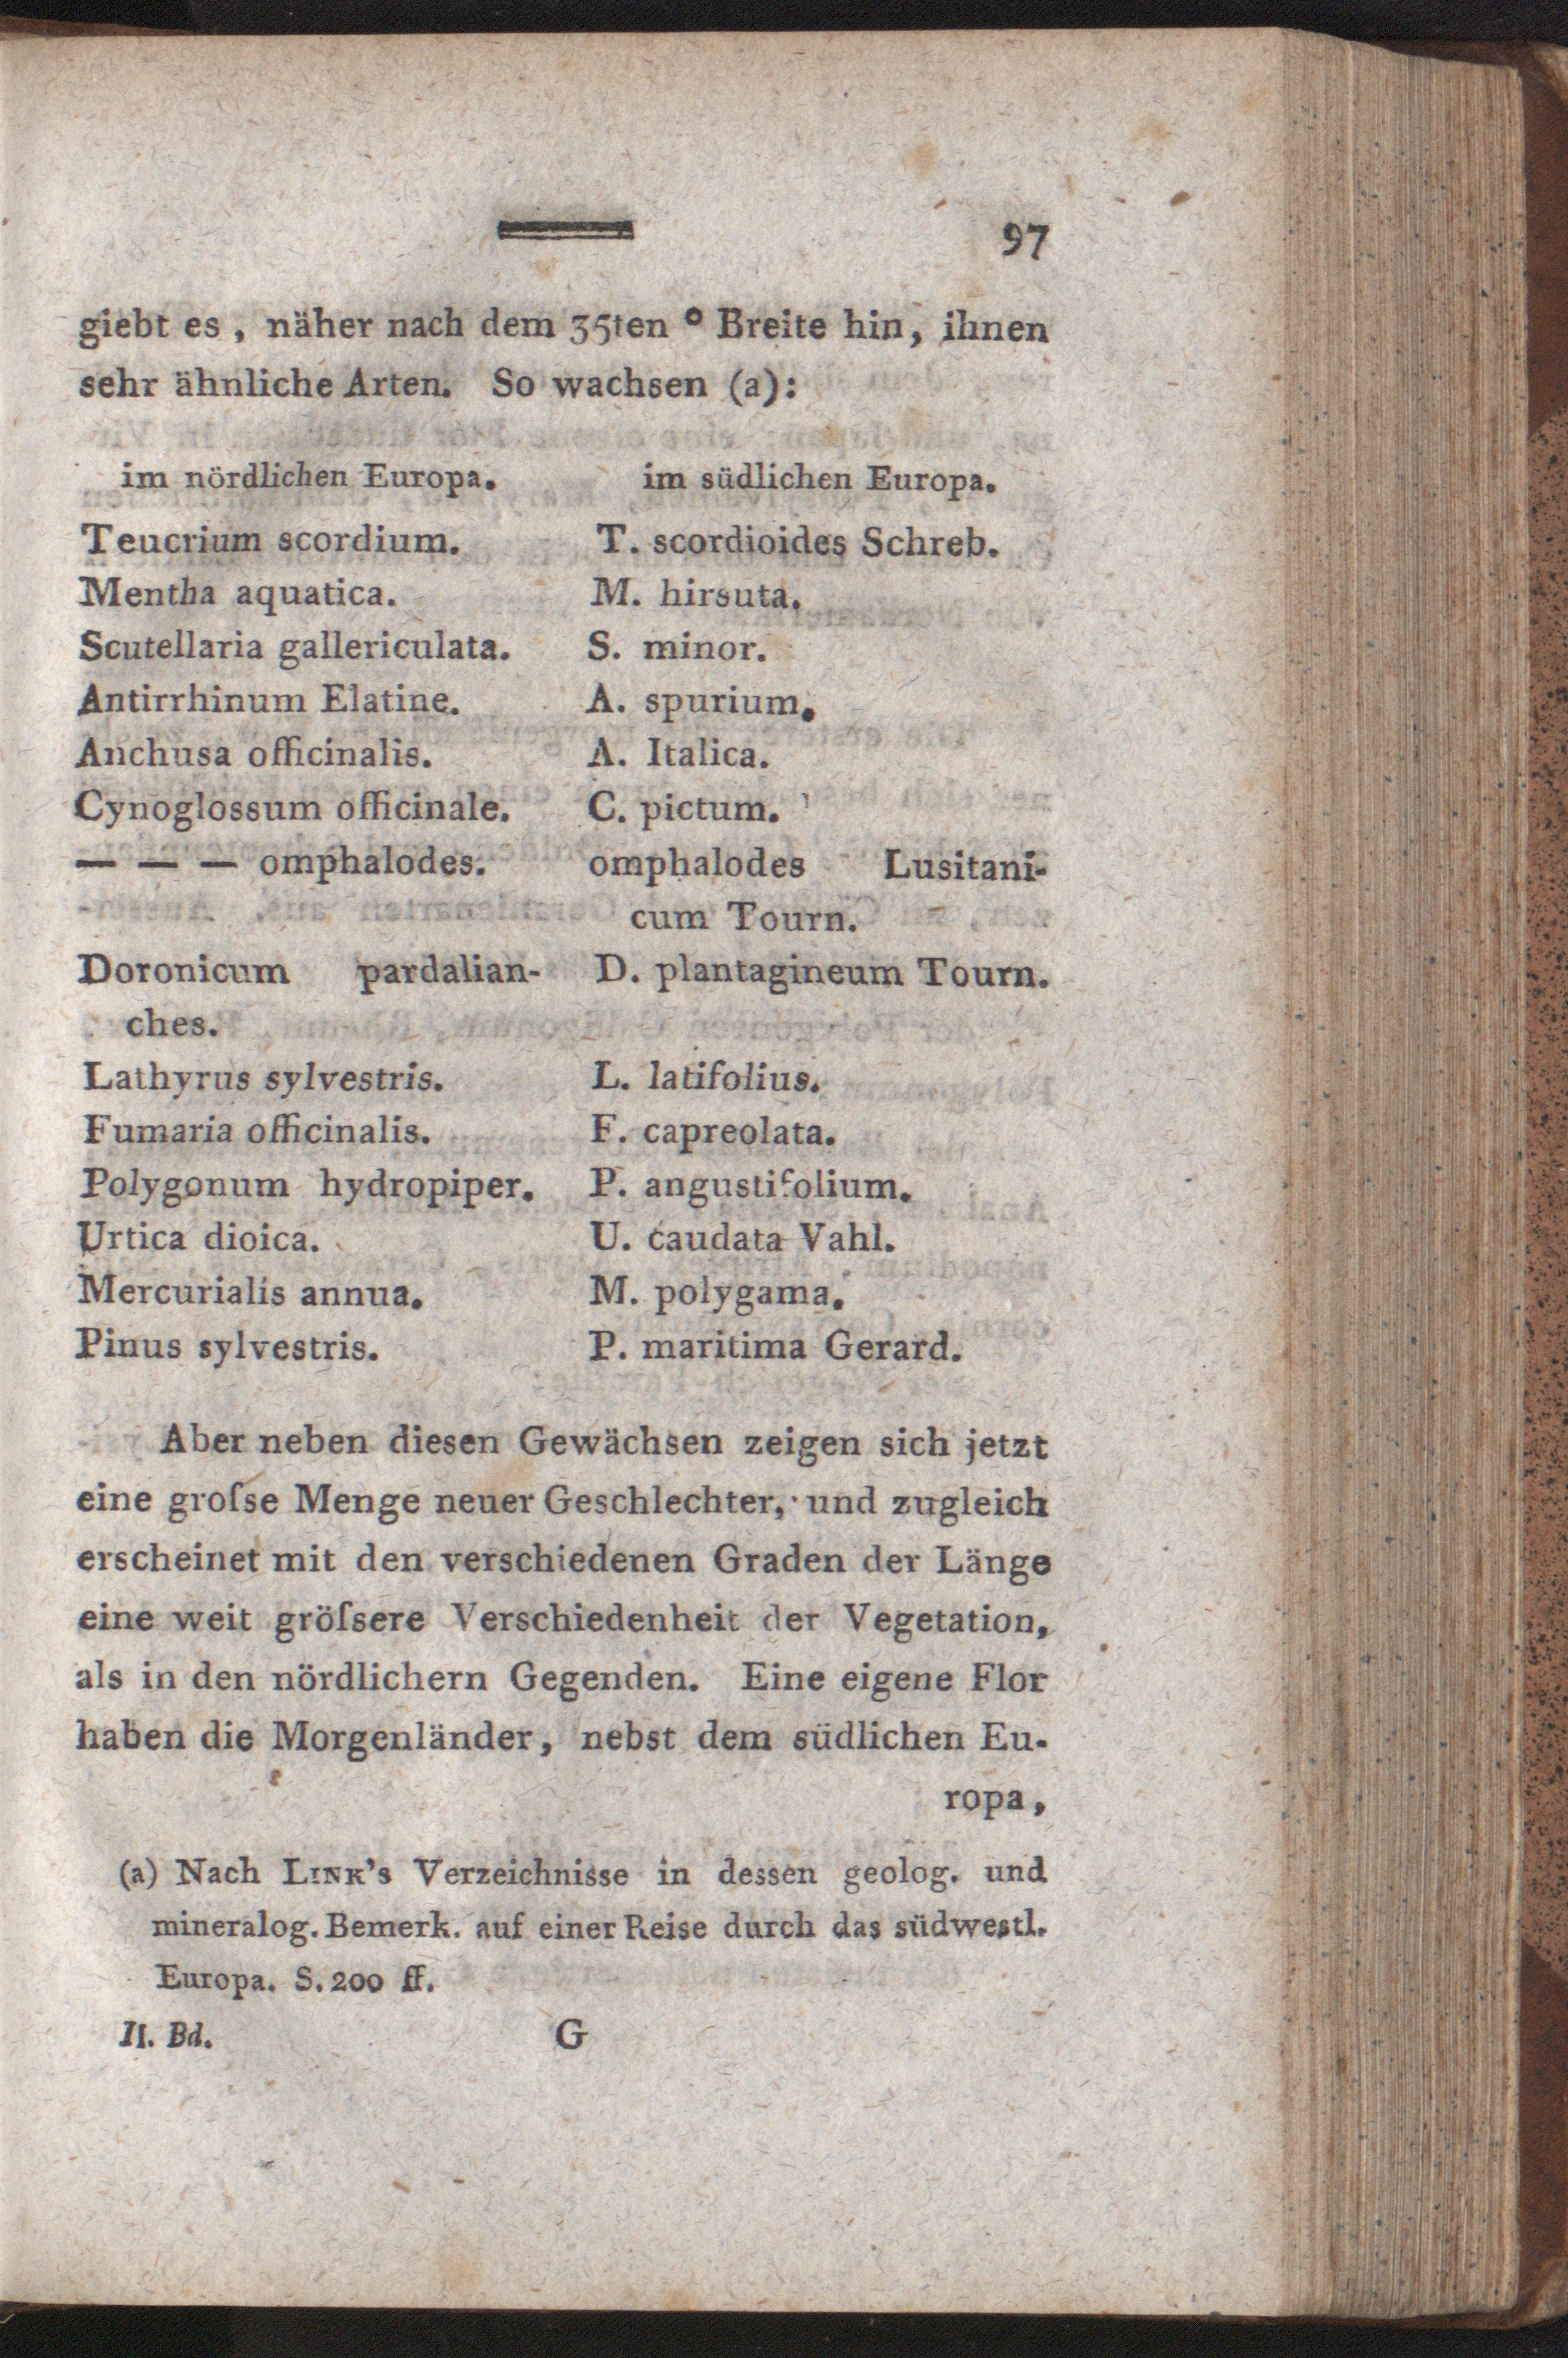 97
giebt es, näher nach dem 35ten ° Breite hin, ihnen
sehr ähnliche Arten. So wachsen (a):
im nördlichen Europa. im südlichen Europa.
Teucrium scordium. T. scordioides Schreb.
Mentha aquatica. M. hirsuta.
Scutellaria gallericulata. S. minor.
Antirrhinum Elatine. A. spurium.
Anchusa officinalis. A. Italica.
Cynoglossum officinale. C. pictum.
— — — omphalodes. omphalodes Lusitani-
cum Tourn.
Doronicum pardalian- D. plantagineum Tourn.
ches.
Lathyrus sylvestris. L. latifolius.
Fumaria officinalis. F. capreolata.
Polygonum hydropiper. P. angustifolium.
Urtica dioica. U. caudata Vahl.
Mercurialis annua. M. polygama.
Pinus sylvestris. P. maritima Gerard.
Aber neben diesen Gewächsen zeigen sich jetzt
eine groſse Menge neuer Geschlechter, und zugleich
erscheinet mit den verschiedenen Graden der Länge
eine weit gröſsere Verschiedenheit der Vegetation,
als in den nördlichern Gegenden. Eine eigene Flor
haben die Morgenländer, nebst dem südlichen Eu-
ropa,
(a) Nach LINK's Verzeichnisse in dessen geolog. und
mineralog. Bemerk. auf einer Reise durch das südwestl.
Europa. S. 200 ff.
II. Bd. G